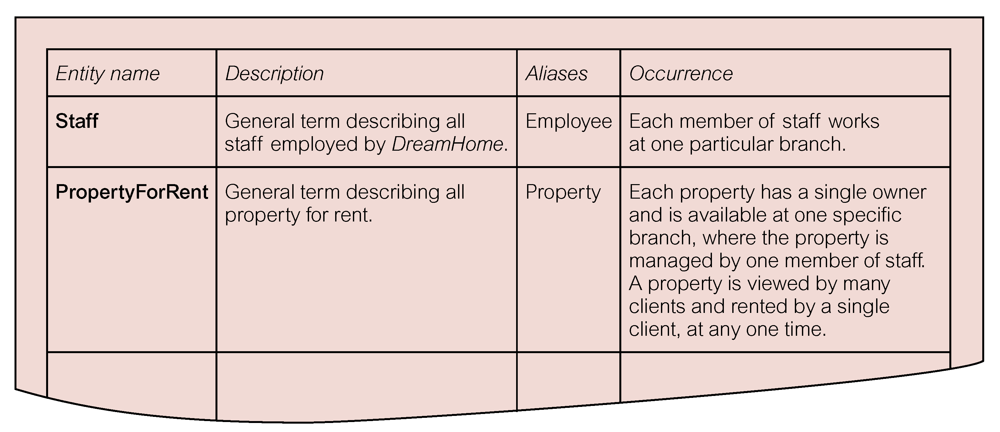 Entity name Description Aliases Occurrence
Staff General term describing all Employee Each member of staff works
staff employed by DreamHome. at one particular branch.
PropertyForRent General term describing all Property Each property has a single owner
property for rent. and is available at one specific
branch, where the property is
managed by one member of staff.
A property is viewed by many
clients and rented by a single
client, at any one time.